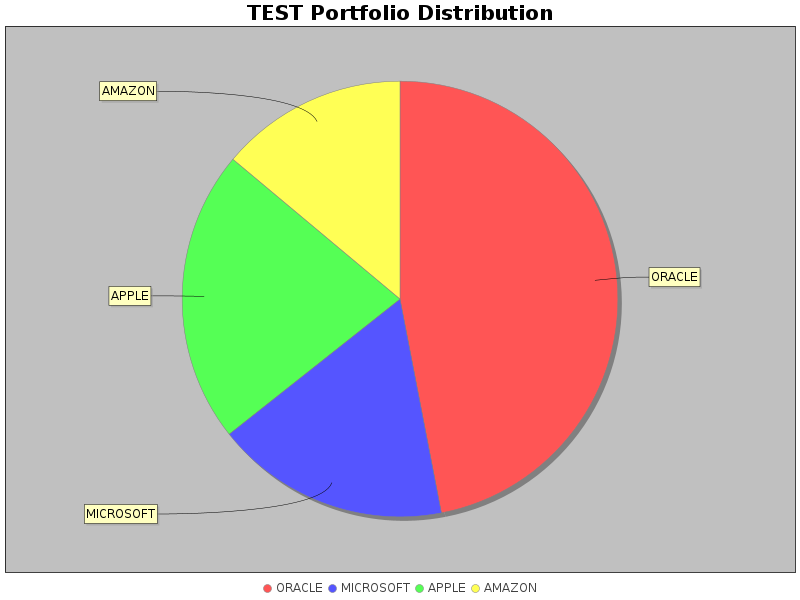 TEST Portfolio Distribution
AMAZON
ORACLE
APPLE
MICROSOFT
ORACLE MICROSOFT APPLE AMAZON